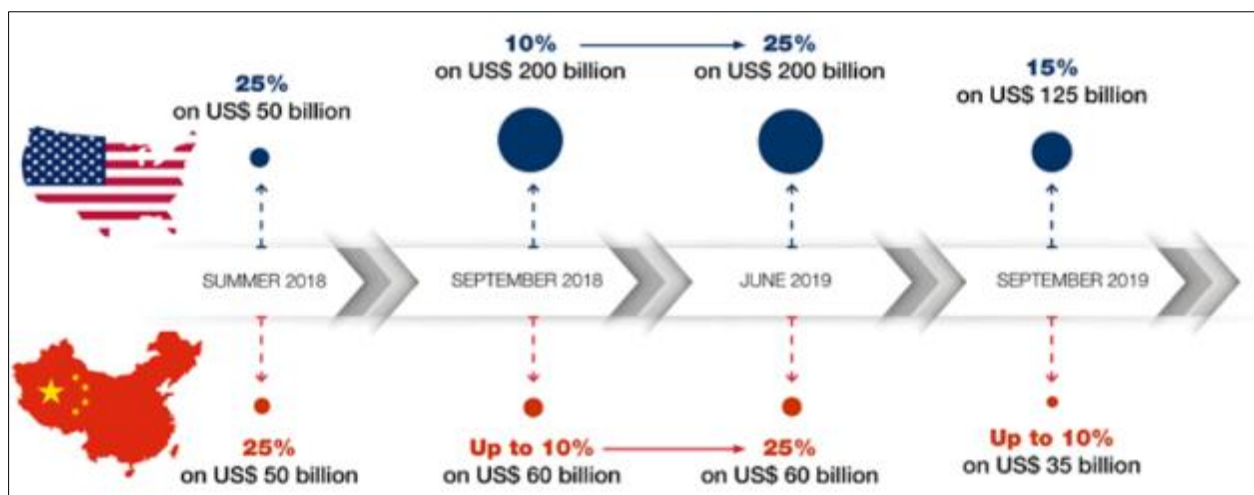 25%
on US$ 50 billion
10%
on US$ 200 billion
25%
on US$ 200 billion
15%
on US$ 125 billion
SUMMER 2018
SEPTEMBER 2018
JUNE 2019
SEPTEMBER 2019
25%
on US$ 50 billion
Up to 10%
on US$ 60 billion
25%
on US$ 60 billion
Up to 10%
on US$ 35 billion